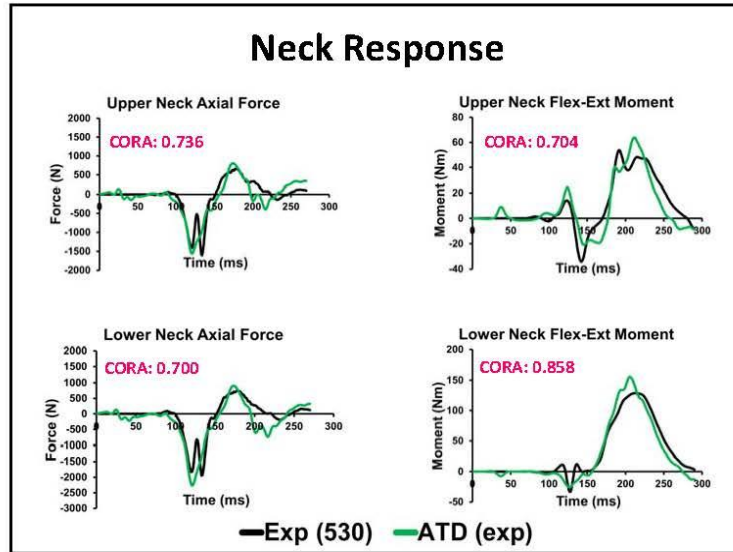 Neck Response
Upper Neck Axial Force
CORA: 0.736
Force (N)
2000
1500
1000
500
0
-500
-1000
-1500
-2000
0 50 100 150 200 250 300
Time (ms)
Upper Neck Flex-Ext Moment
CORA: 0.704
Moment (Nm)
80
60
40
20
0
-20
-40
0 50 100 150 200 250 300
Time (ms)
Lower Neck Axial Force
CORA: 0.700
Force (N)
2000
1500
1000
500
0
-500
-1000
-1500
-2000
-2500
-3000
0 50 100 150 200 250 300
Time (ms)
Lower Neck Flex-Ext Moment
CORA: 0.858
Moment (Nm)
200
150
100
50
0
-50
0 50 100 150 200 250 300
Time (ms)
Exp (530) ATD (exp)